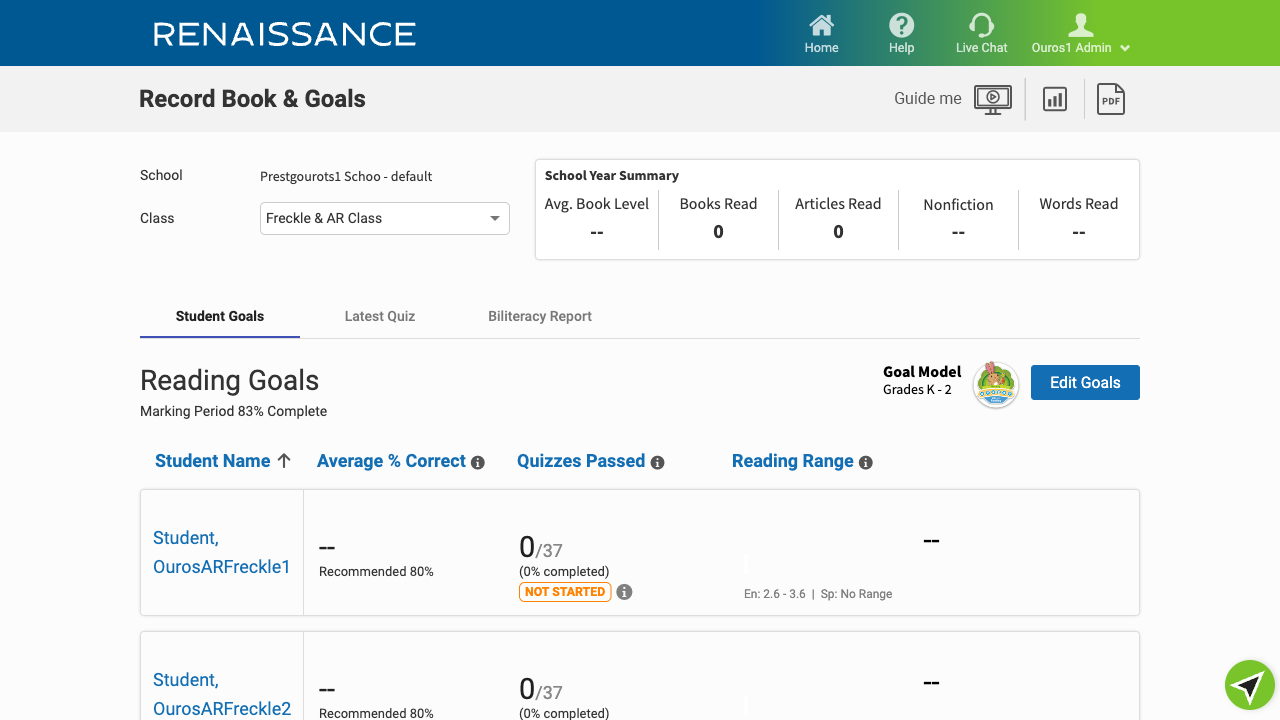 RENAISSANCE
Home
Help
Live Chat
Ouros1 Admin
Record Book & Goals
Guide me
PDF
School
Prestgourots1 Schoo - default
Class
Freckle & AR Class
School Year Summary
Avg. Book Level
--
Books Read
0
Articles Read
0
Nonfiction
--
Words Read
--
Student Goals
Latest Quiz
Biliteracy Report
Reading Goals
Marking Period 83% Complete
Goal Model
Grades K - 2
Edit Goals
Student Name
Average % Correct
Quizzes Passed
Reading Range
Student,
OurosARFreckle1
--
Recommended 80%
0/37
(0% completed)
NOT STARTED
--
En: 2.6 - 3.6 | Sp: No Range
Student,
OurosARFreckle2
--
Recommended 80%
0/37
(0% completed)
--